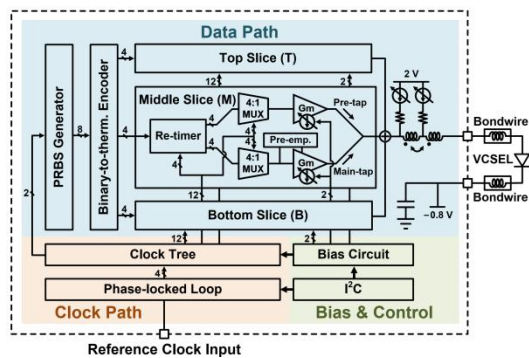 Data Path
PRBS Generator
8
Binary-to-therm. Encoder
4
Top Slice (T)
12
2
2 V
Middle Slice (M)
4
Re-timer
4
4:1
MUX
Gm
Pre-tap
4
4
Pre-emp.
4
4
4:1
MUX
Gm
Main-tap
12
2
2
4
Bottom Slice (B)
12
2
Bondwire
VCSEL
Bondwire
−0.8 V
Clock Tree
Bias Circuit
4
Phase-locked Loop
I²C
Clock Path
Bias & Control
Reference Clock Input